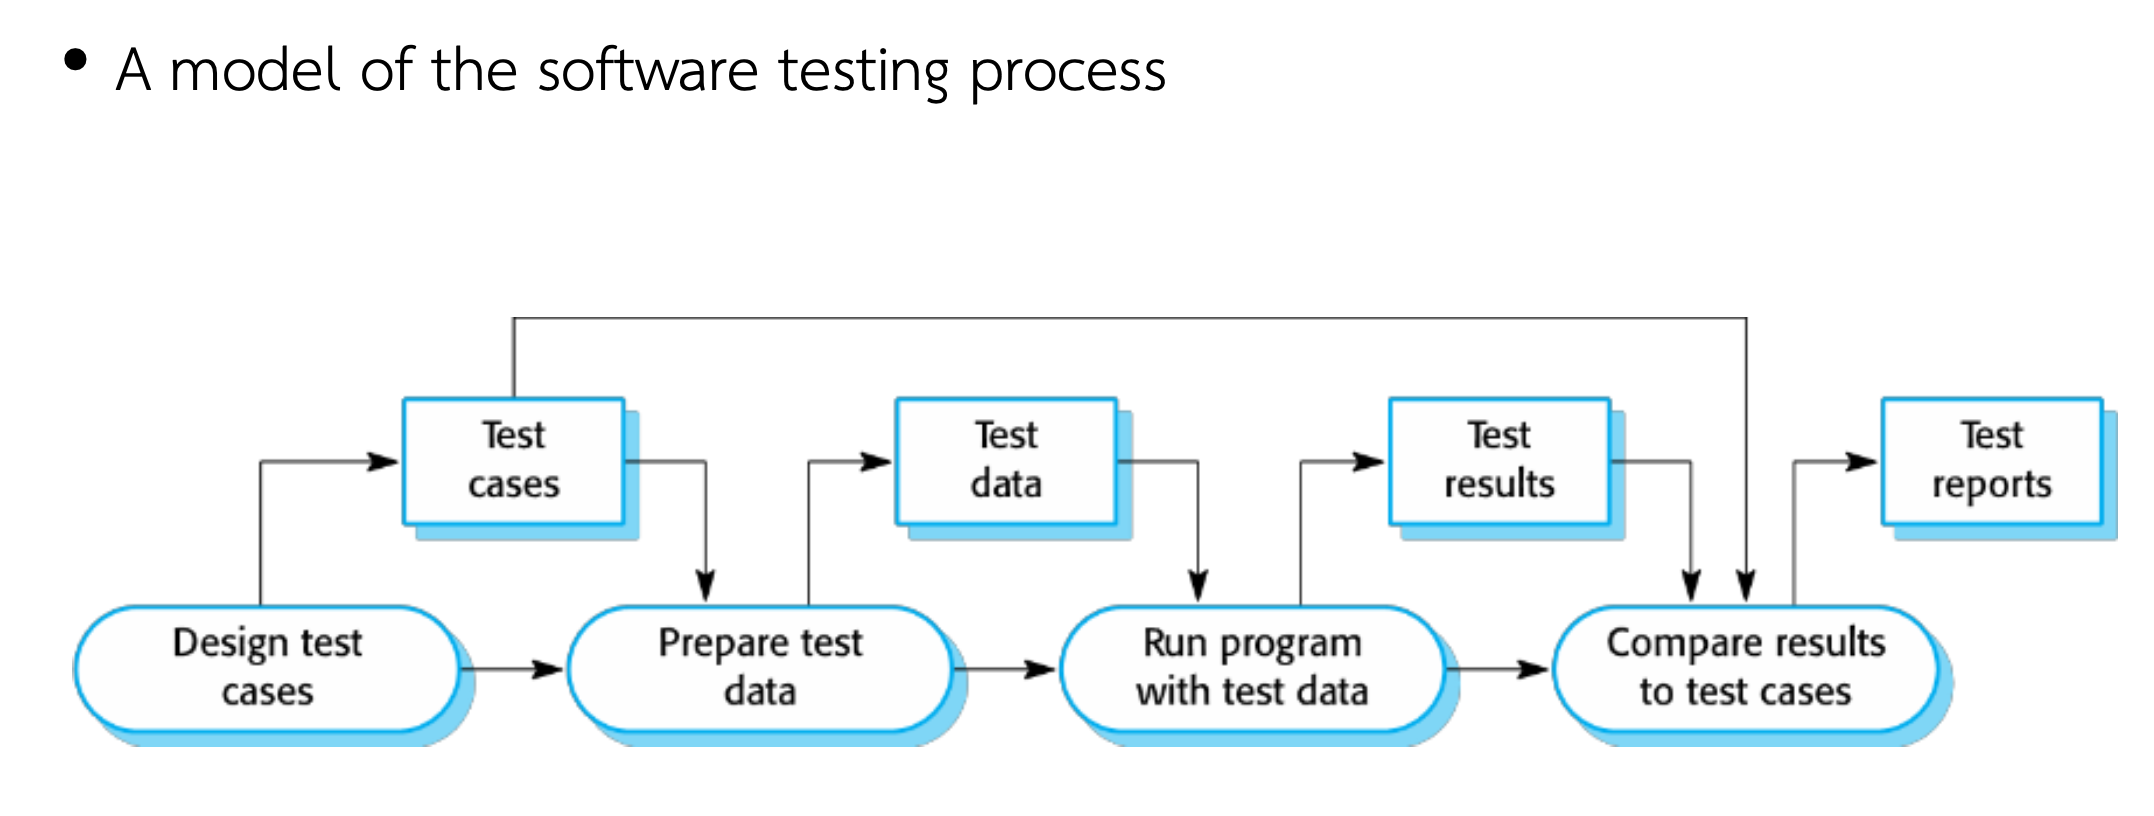 • A model of the software testing process
Test
cases
Test
data
Test
results
Test
reports
Design test
cases
Prepare test
data
Run program
with test data
Compare results
to test cases